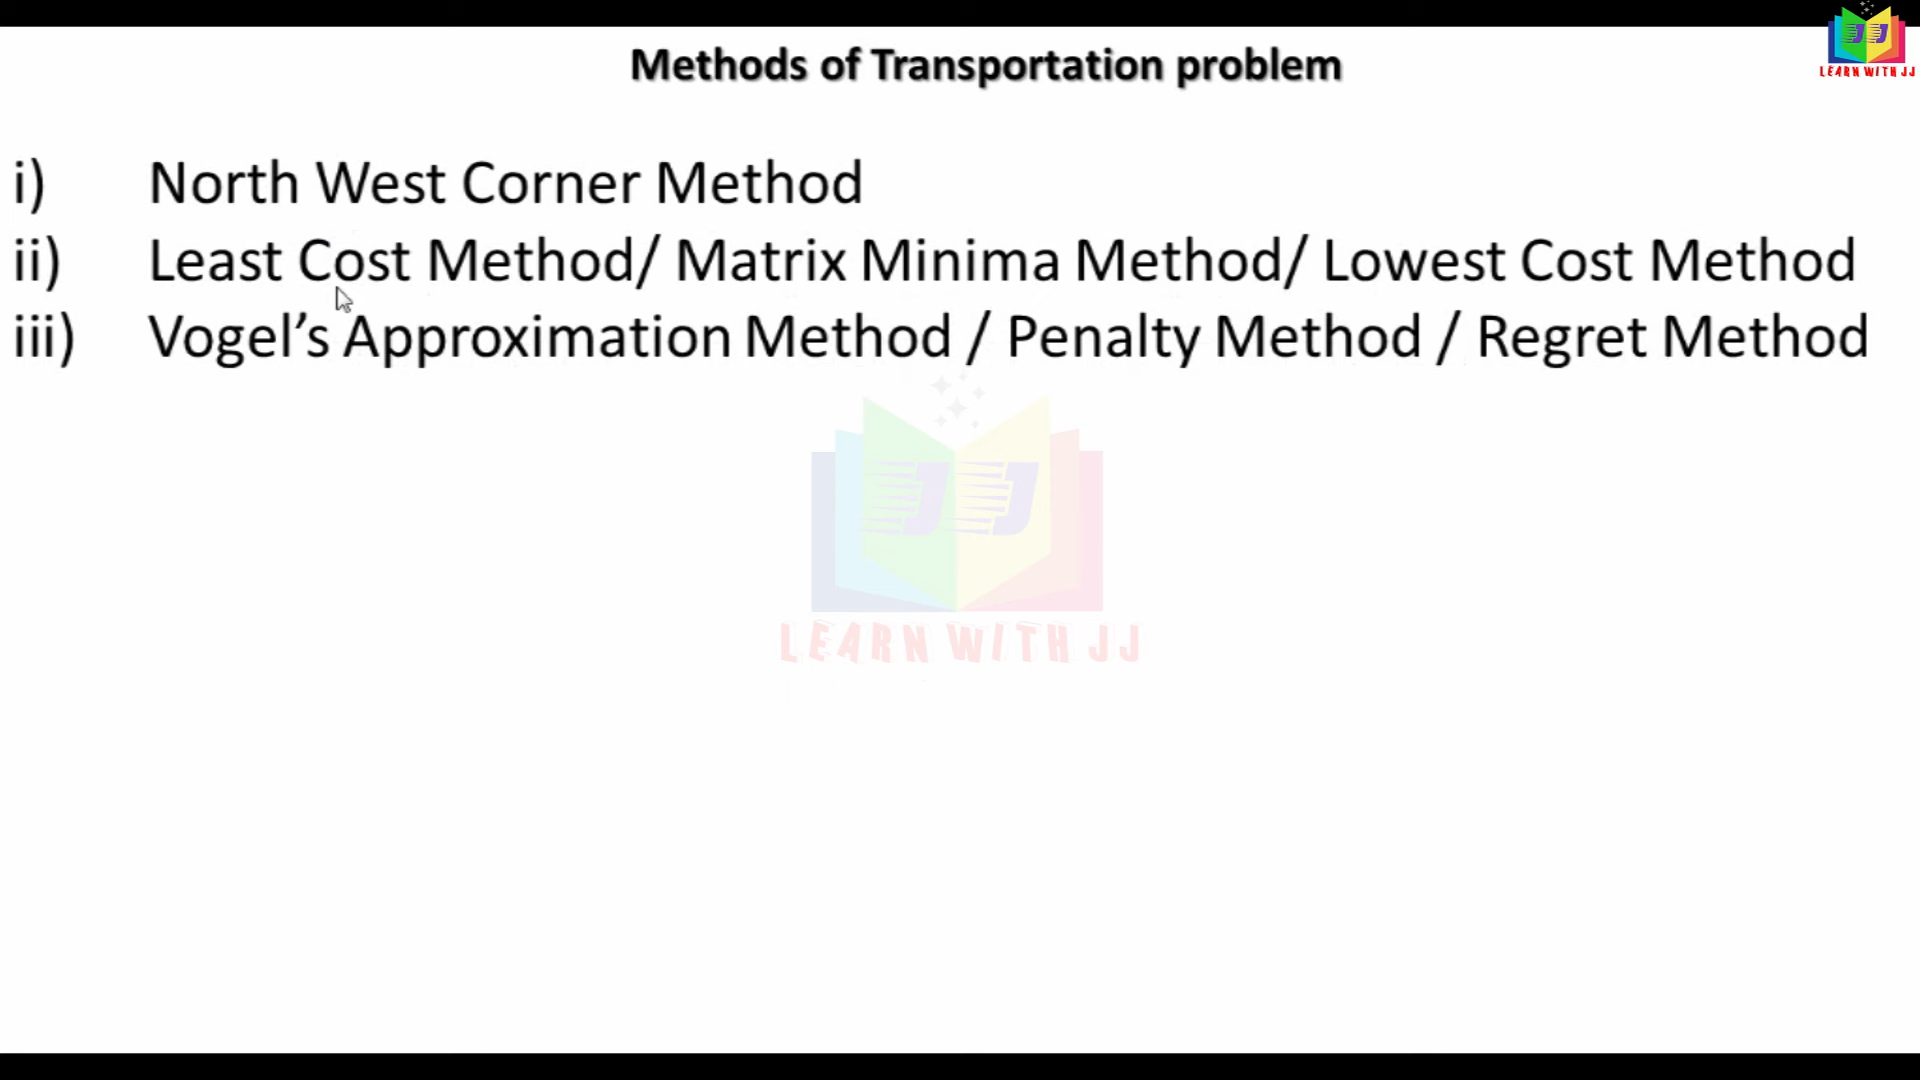 Methods of Transportation problem
LEARN WITH JJ
i) North West Corner Method
ii) Least Cost Method/ Matrix Minima Method/ Lowest Cost Method
iii) Vogel’s Approximation Method / Penalty Method / Regret Method
JJ
LEARN WITH JJ